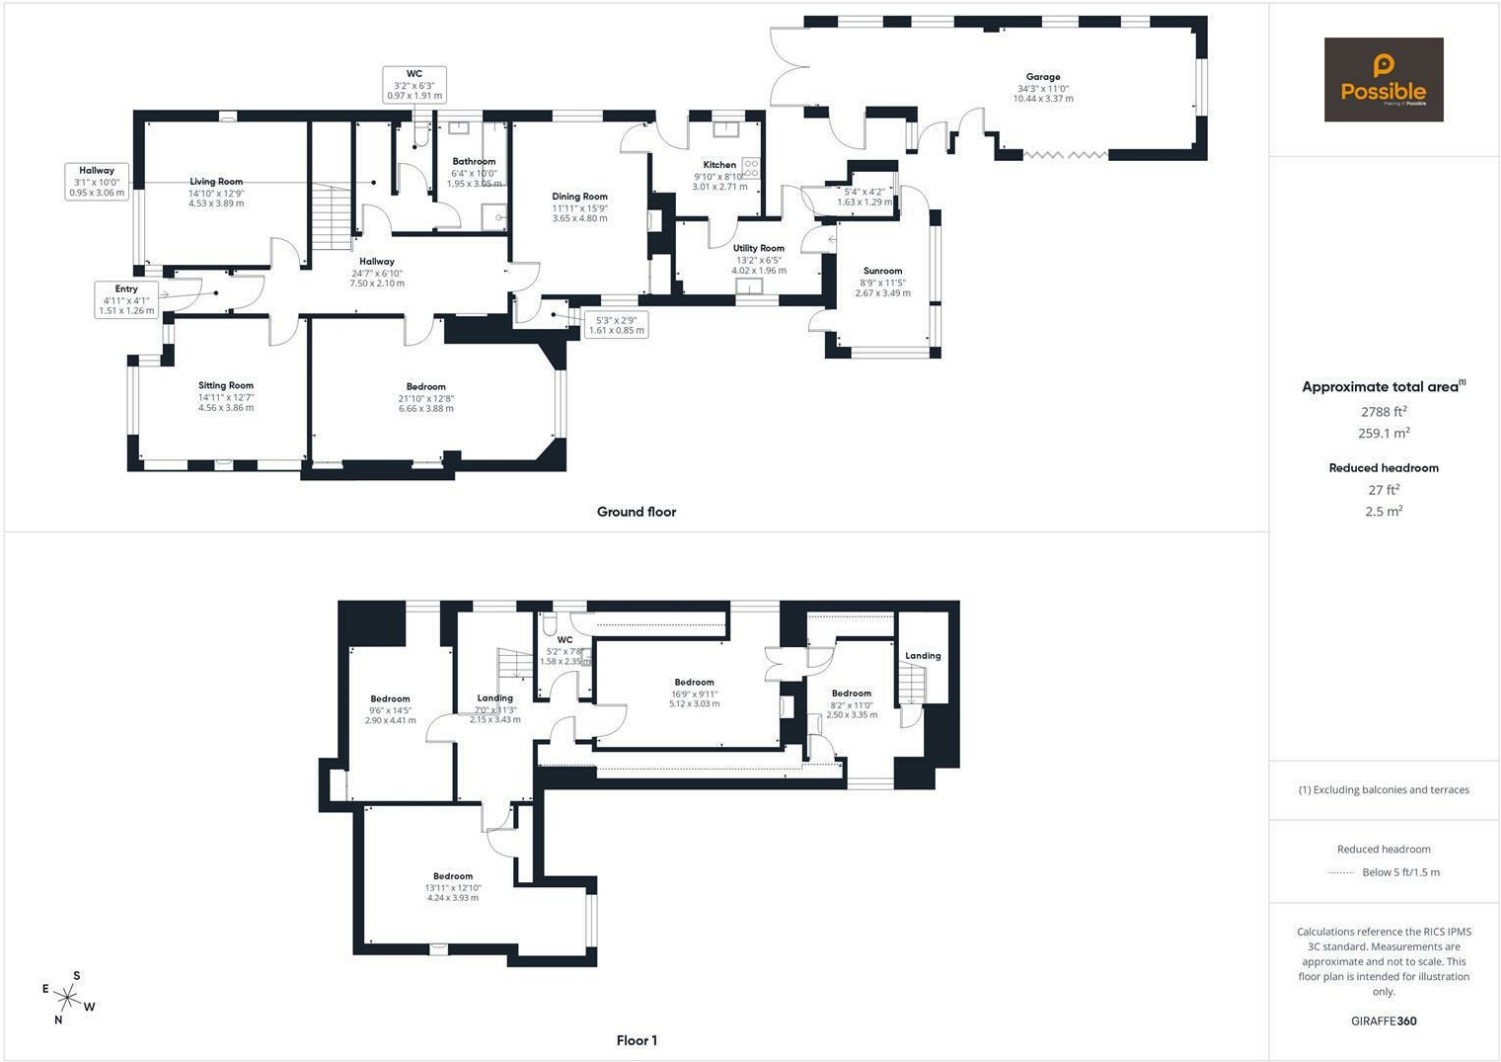 WC
3'2" x 6'3"
0.97 x 1.91 m
Garage
34'3" x 11'0"
10.44 x 3.37 m
Hallway
3'1" x 10'0"
0.95 x 3.06 m
Living Room
14'10" x 12'9"
4.53 x 3.89 m
Bathroom
6'4" x 10'0"
1.95 x 3.05 m
Dining Room
11'11" x 15'9"
3.65 x 4.80 m
Kitchen
9'10" x 8'10"
3.01 x 2.71 m
5'4" x 4'2"
1.63 x 1.29 m
Hallway
24'7" x 6'10"
7.50 x 2.10 m
Utility Room
13'2" x 6'5"
4.02 x 1.96 m
Sunroom
8'9" x 11'5"
2.67 x 3.49 m
Entry
4'11" x 4'1"
1.51 x 1.26 m
5'3" x 2'9"
1.61 x 0.85 m
Sitting Room
14'11" x 12'7"
4.56 x 3.86 m
Bedroom
21'10" x 12'8"
6.66 x 3.88 m
Ground floor
WC
5'2" x 7'8"
1.58 x 2.35 m
Landing
Bedroom
9'6" x 14'5"
2.90 x 4.41 m
Landing
7'0" x 11'3"
2.15 x 3.43 m
Bedroom
16'9" x 9'11"
5.12 x 3.03 m
Bedroom
8'2" x 11'0"
2.50 x 3.35 m
Bedroom
13'11" x 12'10"
4.24 x 3.93 m
S
E
W
N
Floor 1
Possible
Making it Possible
Approximate total area(1)
2788 ft²
259.1 m²
Reduced headroom
27 ft²
2.5 m²
(1) Excluding balconies and terraces
Reduced headroom
Below 5 ft/1.5 m
Calculations reference the RICS IPMS
3C standard. Measurements are
approximate and not to scale. This
floor plan is intended for illustration
only.
GIRAFFE360